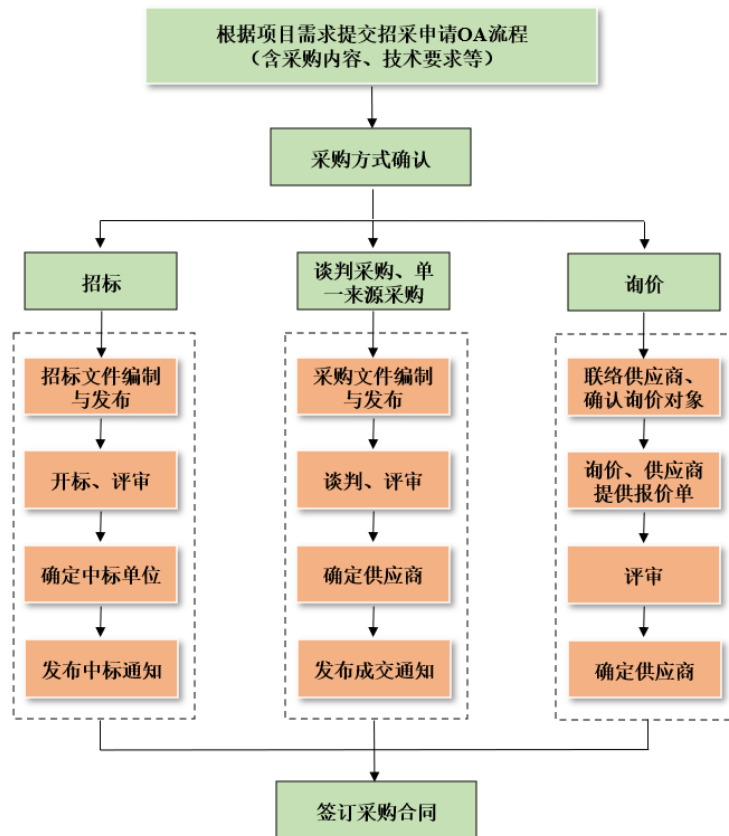 根据项目需求提交招采申请OA流程
（含采购内容、技术要求等）
采购方式确认
招标
谈判采购、单
一来源采购
询价
招标文件编制
与发布
开标、评审
确定中标单位
发布中标通知
采购文件编制
与发布
谈判、评审
确定供应商
发布成交通知
联络供应商、
确认询价对象
询价、供应商
提供报价单
评审
确定供应商
签订采购合同